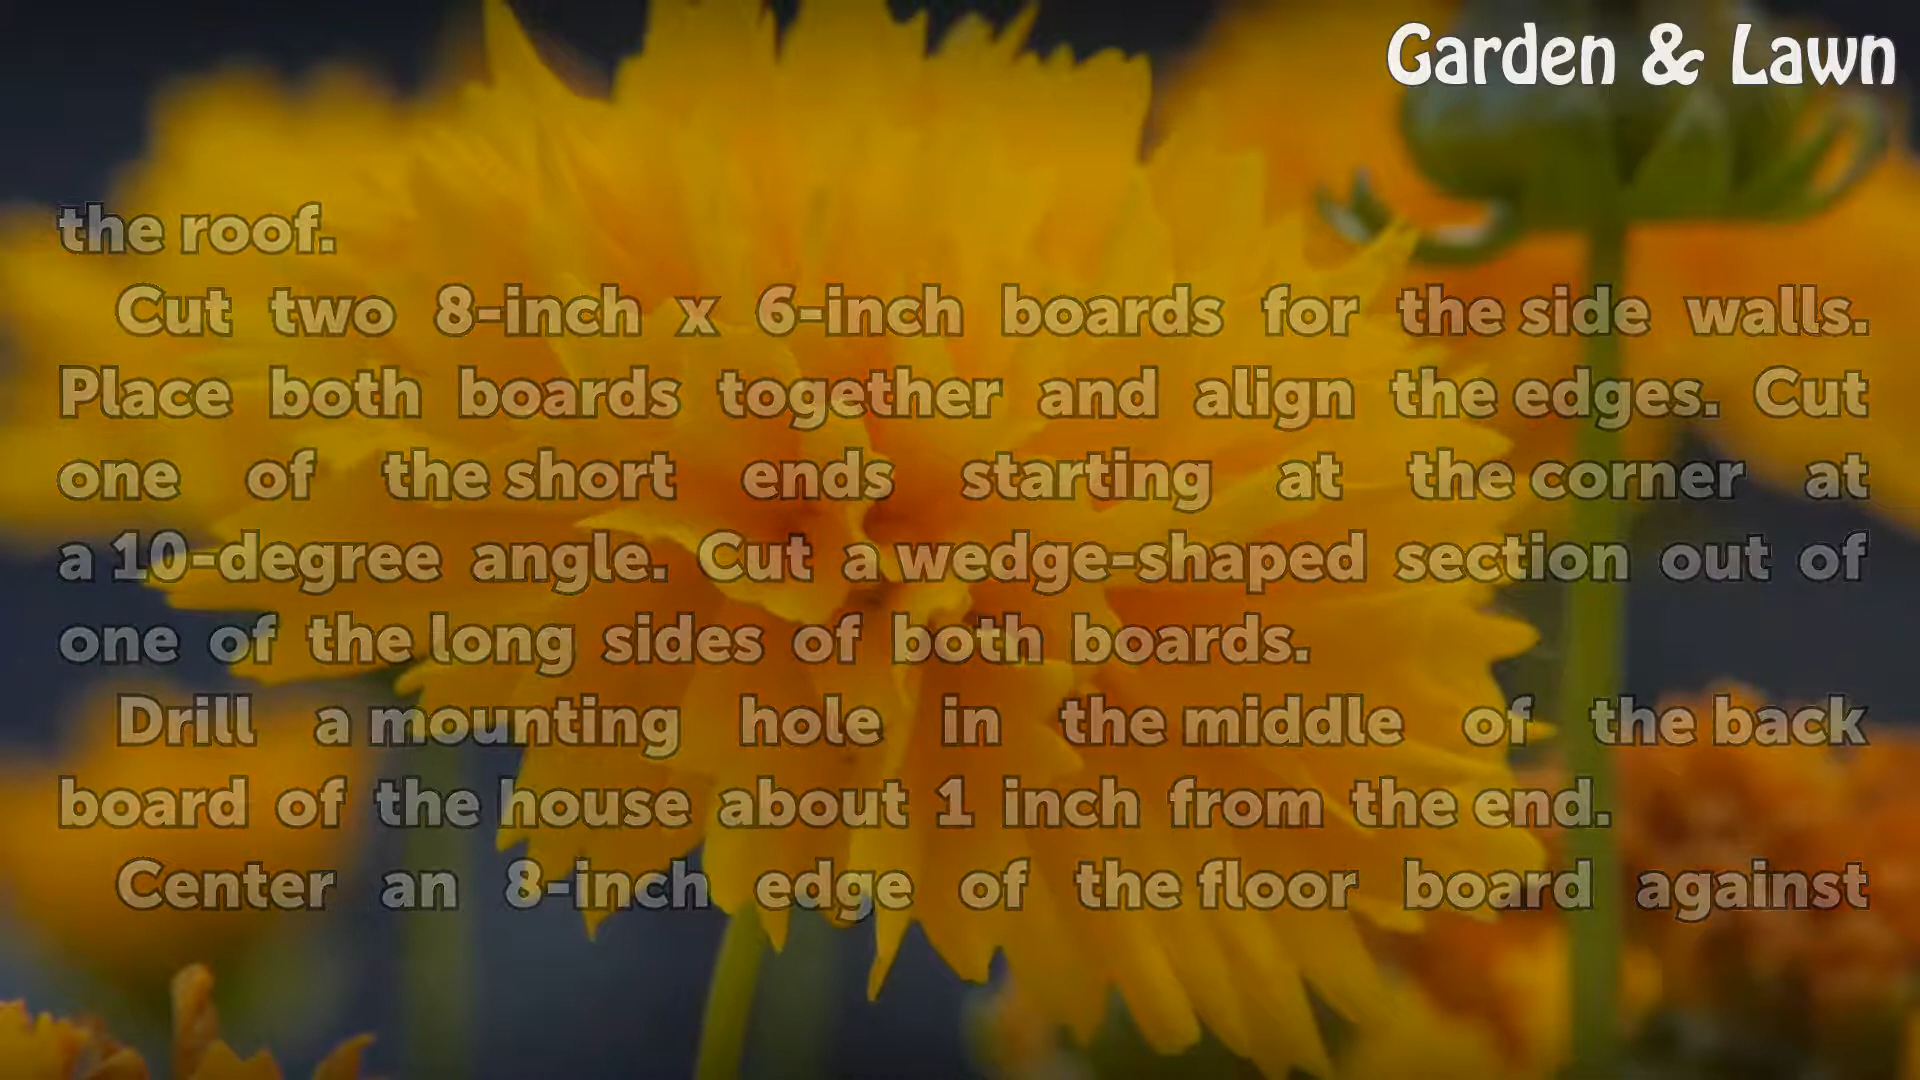 Garden & Lawn
the roof.
Cut two 8-inch x 6-inch boards for the side walls.
Place both boards together and align the edges. Cut
one of the short ends starting at the corner at
a 10-degree angle. Cut a wedge-shaped section out of
one of the long sides of both boards.
Drill a mounting hole in the middle of the back
board of the house about 1 inch from the end.
Center an 8-inch edge of the floor board against